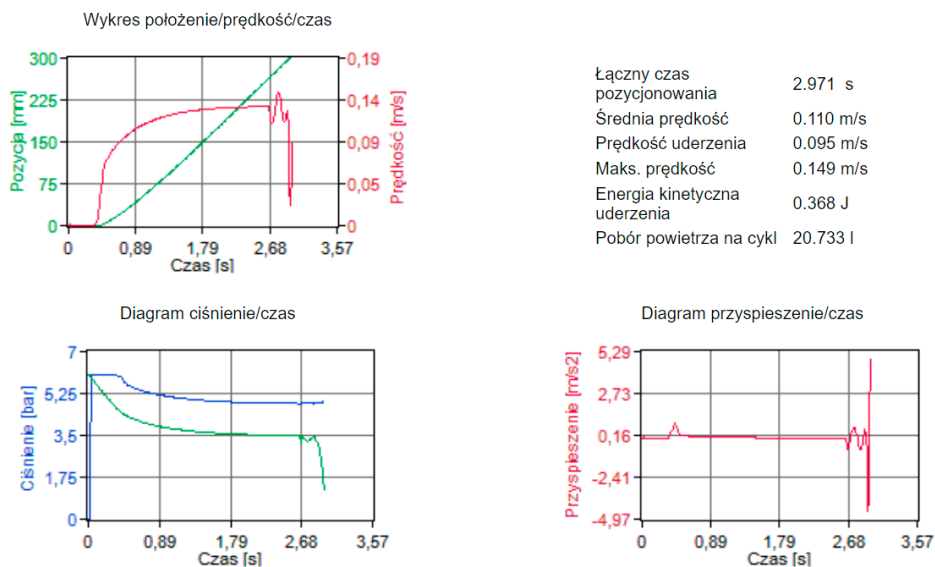 Wykres położenie/prędkość/czas
300
225
150
75
0
Pozycja [mm]
0,19
0,14
0,09
0,05
0
Prędkość [m/s]
0
0,89
1,79
2,68
3,57
Czas [s]
Łączny czas
pozycjonowania
2.971 s
Średnia prędkość 0.110 m/s
Prędkość uderzenia 0.095 m/s
Maks. prędkość 0.149 m/s
Energia kinetyczna
uderzenia
0.368 J
Pobór powietrza na cykl 20.733 l
Diagram ciśnienie/czas
7
5,25
3,5
1,75
0
Ciśnienie [bar]
0
0,89
1,79
2,68
3,57
Czas [s]
Diagram przyspieszenie/czas
5,29
2,73
0,16
-2,41
-4,97
Przyspieszenie [m/s2]
0
0,89
1,79
2,68
3,57
Czas [s]